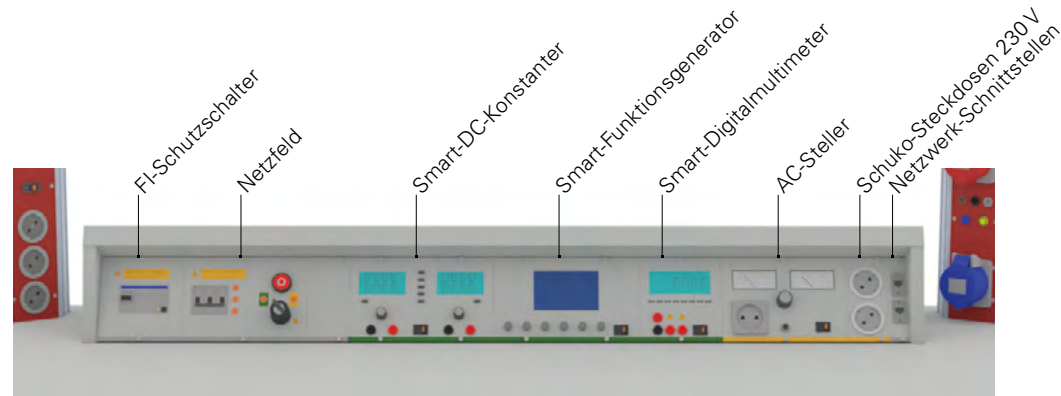 FI-Schutzschalter
Netzfeld
Smart-DC-Konstanter
Smart-Funktionsgenerator
Smart-Digitalmultimeter
AC-Steller
Schuko-Steckdosen 230 V
Netzwerk-Schnittstellen